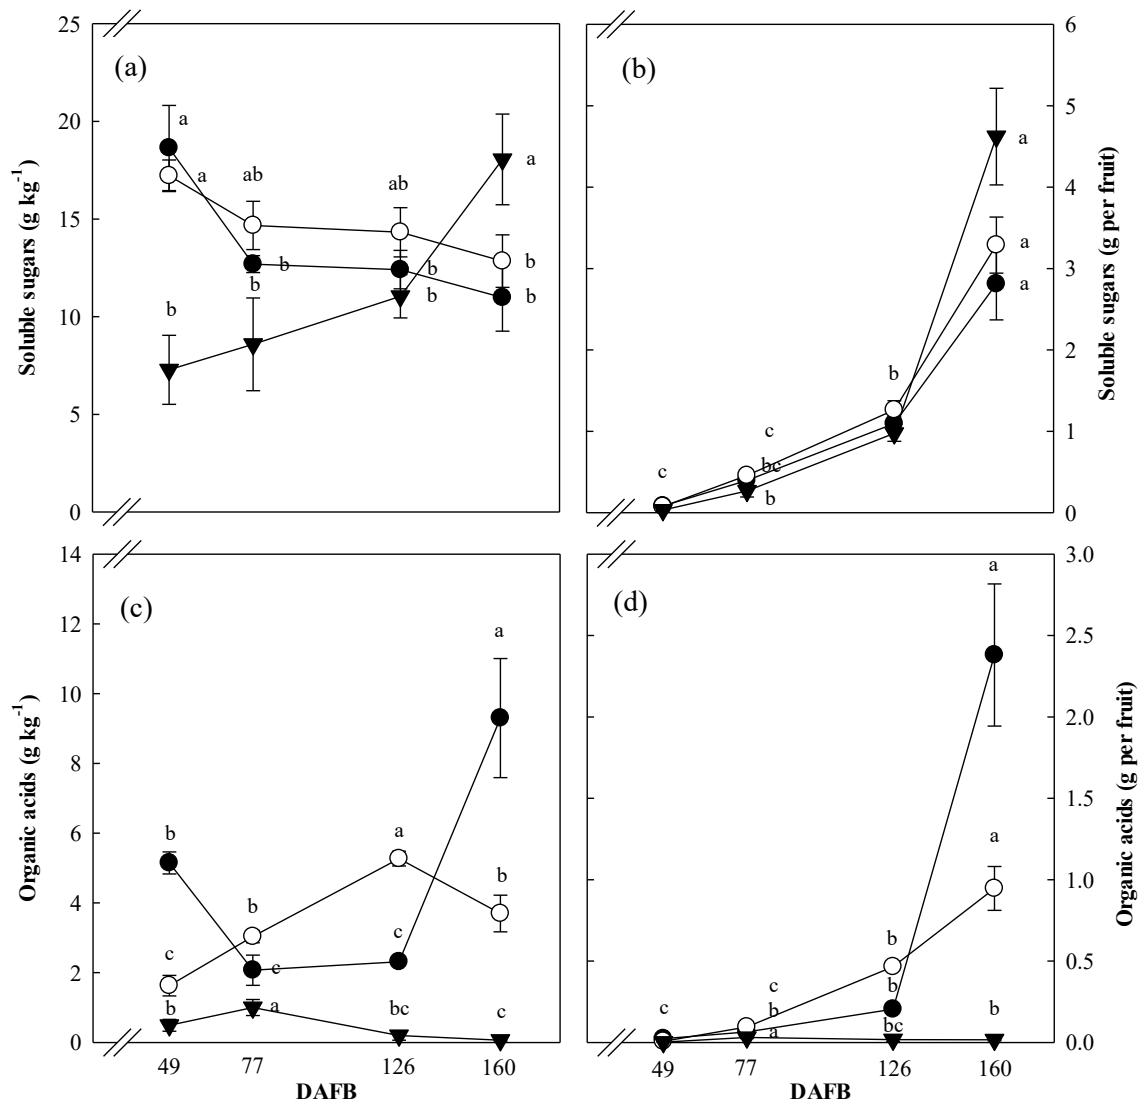 25
(a)
20
15
10
5
0
Soluble sugars (g kg-1)
a
a
ab
ab
a
b
b
b
b
b
b
b
6
(b)
5
4
3
2
1
0
Soluble sugars (g per fruit)
a
a
a
b
c
c
bc
b
14
(c)
12
10
8
6
4
2
0
Organic acids (g kg-1)
a
b
a
b
b
c
c
c
b
a
bc
c
49 77 126 160
DAFB
3.0
(d)
2.5
2.0
1.5
1.0
0.5
0.0
Organic acids (g per fruit)
a
a
b
c
b
c
b
b
a
bc
49 77 126 160
DAFB